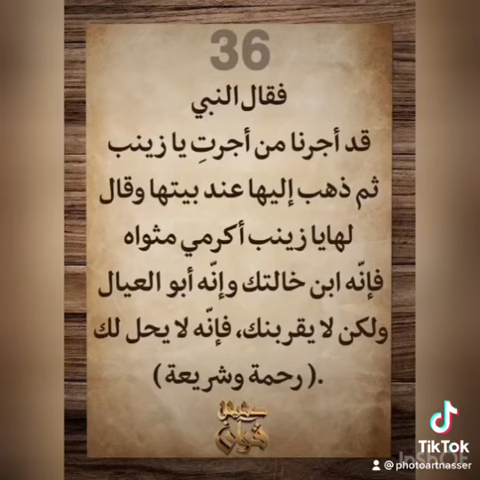 36
فقال النبي
قد أجرنا من أجرتِ يا زينب
ثم ذهب إليها عند بيتها وقال
لهايا زينب أكرمي مثواه
فإنّه ابن خالتك وإنّه أبو العيال
ولكن لا يقربنك، فإنّه لا يحل لك
.( رحمة وشريعة )
TikTok
@photoartnasser